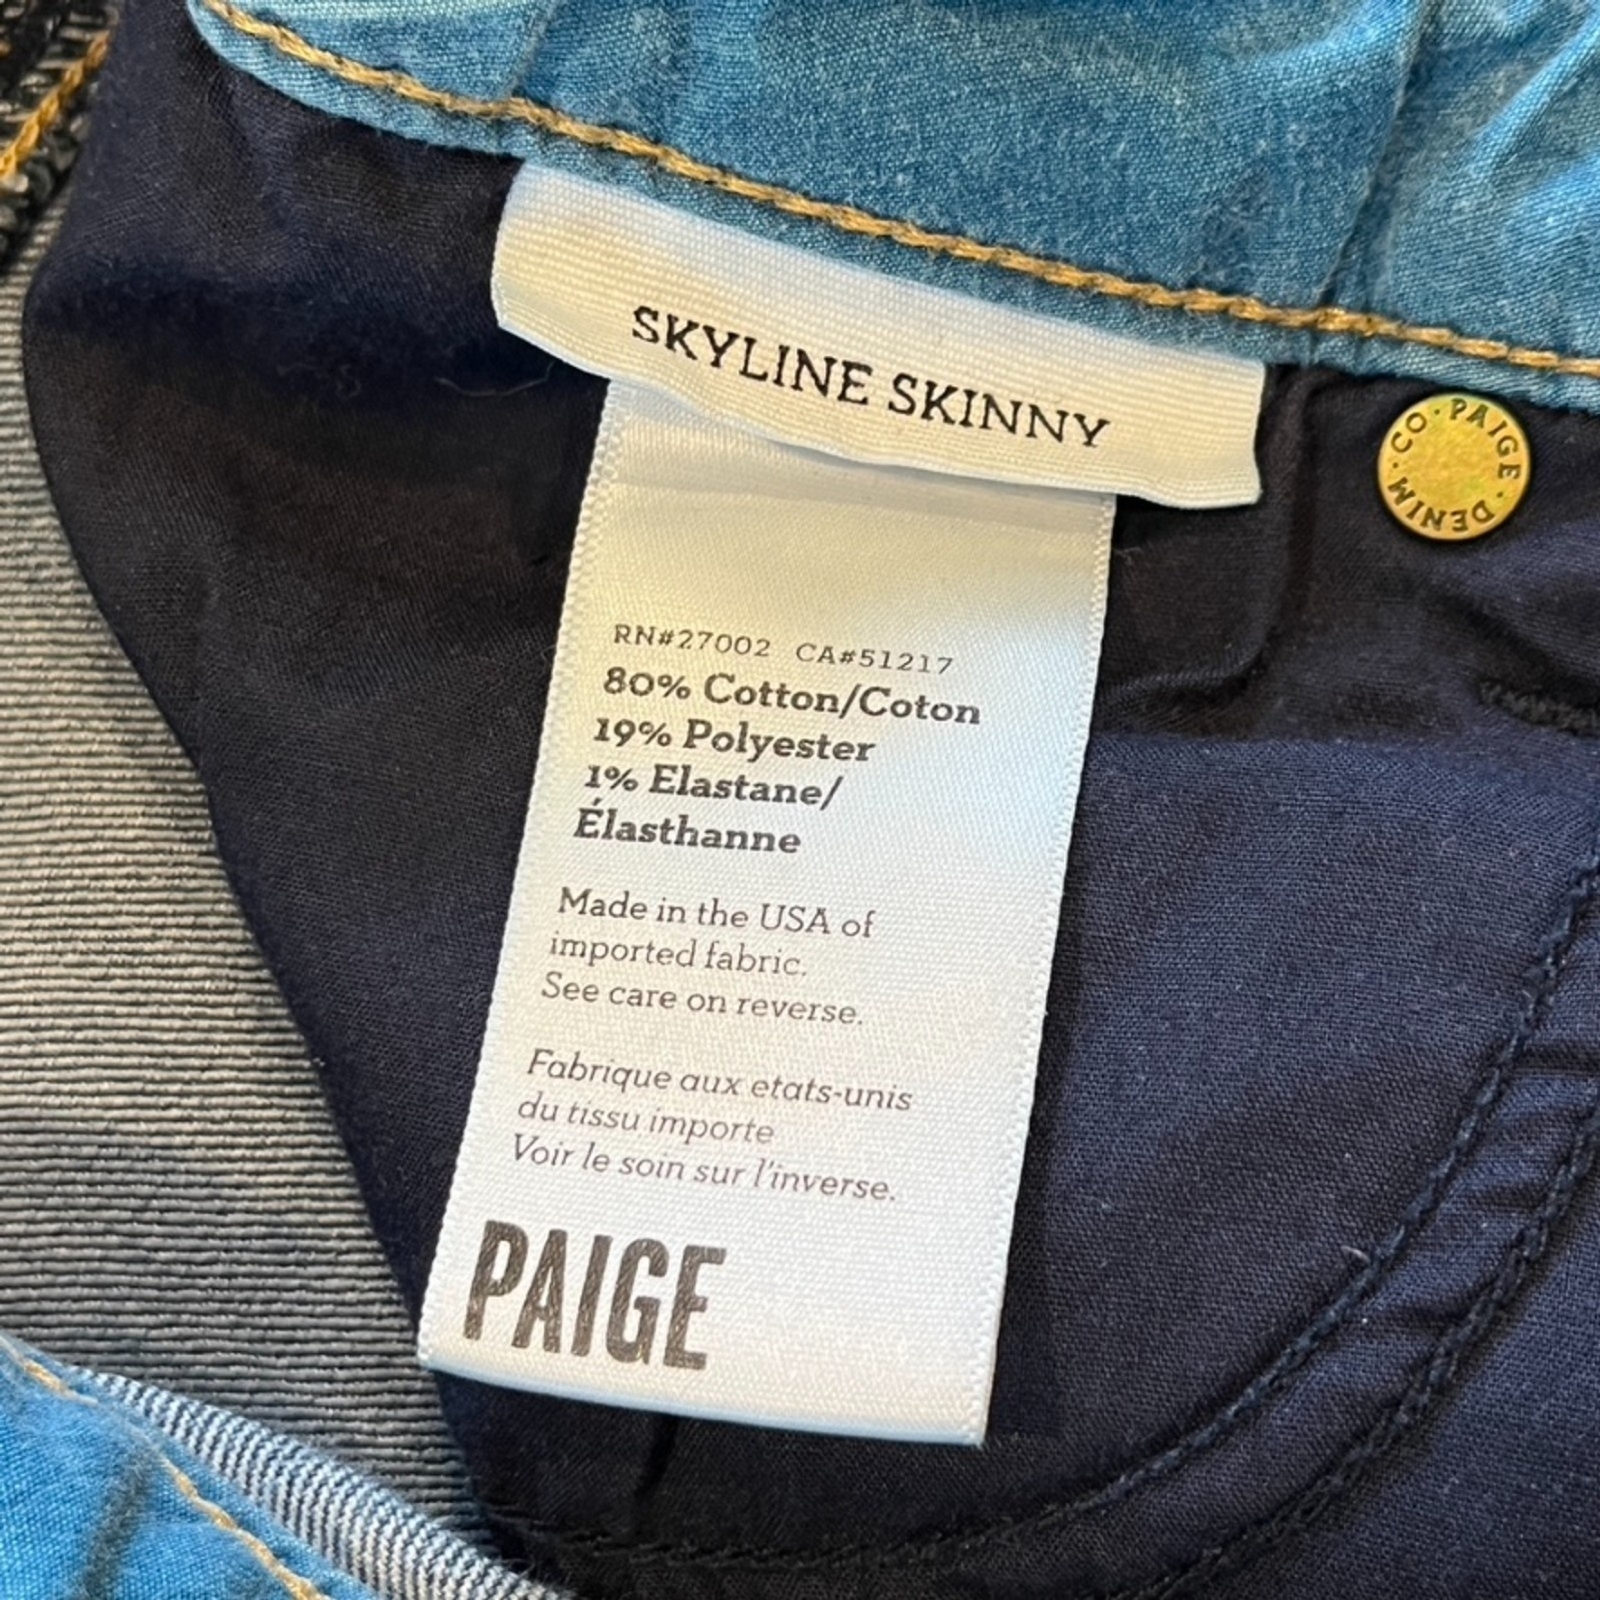 SKYLINE SKINNY
PAIGE · DENIM · CO ·
RN#27002 CA#51217
80% Cotton/Coton
19% Polyester
1% Elastane/
Élasthanne
Made in the USA of
imported fabric.
See care on reverse.
Fabrique aux etats-unis
du tissu importe
Voir le soin sur l'inverse.
PAIGE